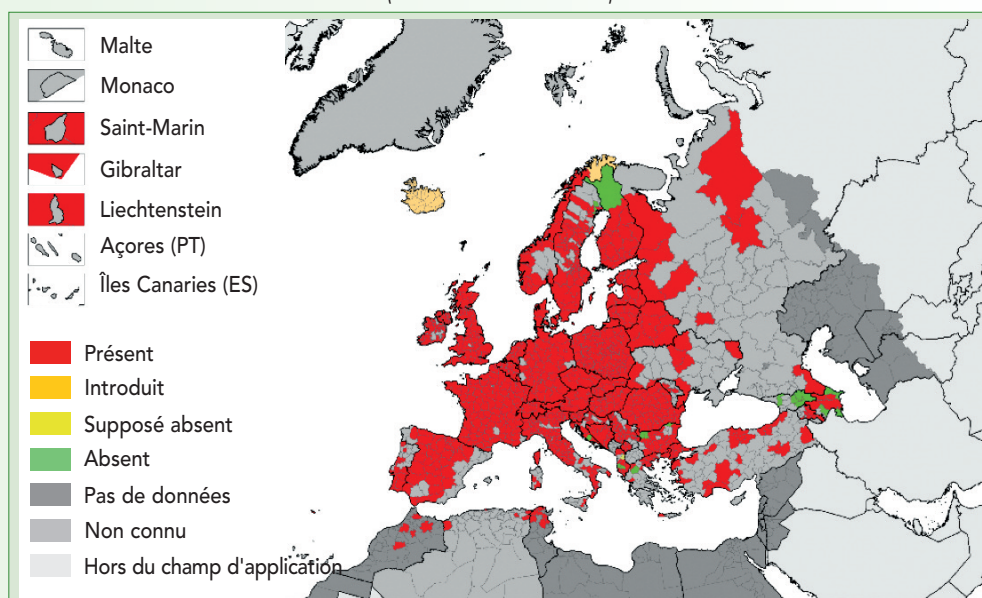 Malte
Monaco
Saint-Marin
Gibraltar
Liechtenstein
Açores (PT)
Îles Canaries (ES)
Présent
Introduit
Supposé absent
Absent
Pas de données
Non connu
Hors du champ d'application